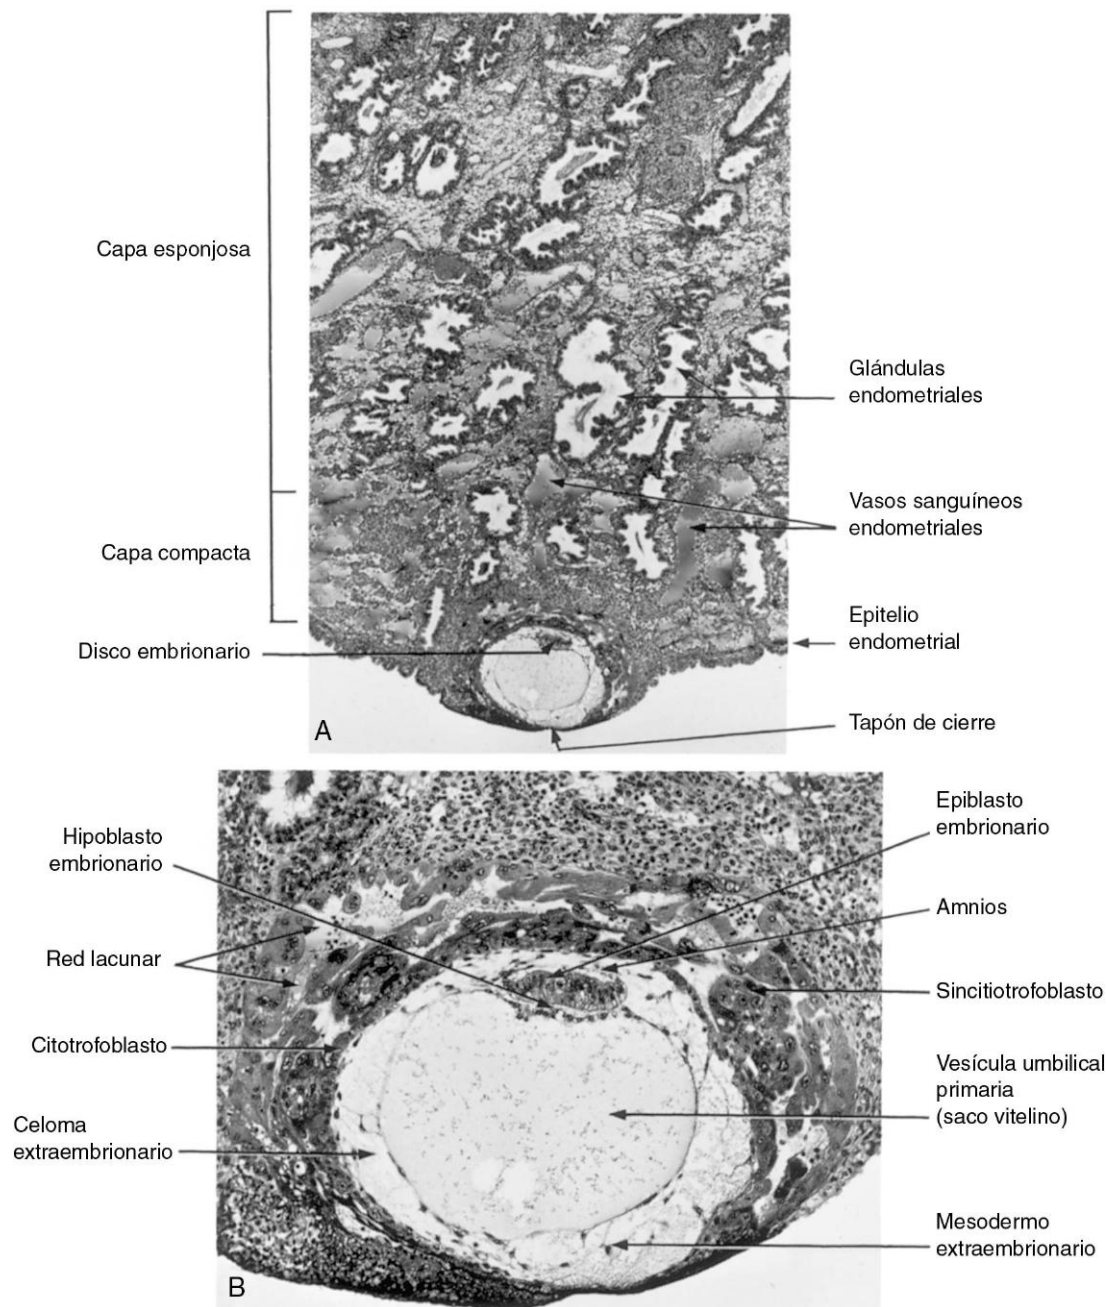 Capa esponjosa
Glándulas
endometriales
Vasos sanguíneos
endometriales
Capa compacta
Epitelio
endometrial
Disco embrionario
Tapón de cierre
A
Epiblasto
embrionario
Hipoblasto
embrionario
Amnios
Red lacunar
Sincitiotrofoblasto
Citotrofoblasto
Vesícula umbilical
primaria
(saco vitelino)
Celoma
extraembrionario
Mesodermo
extraembrionario
B